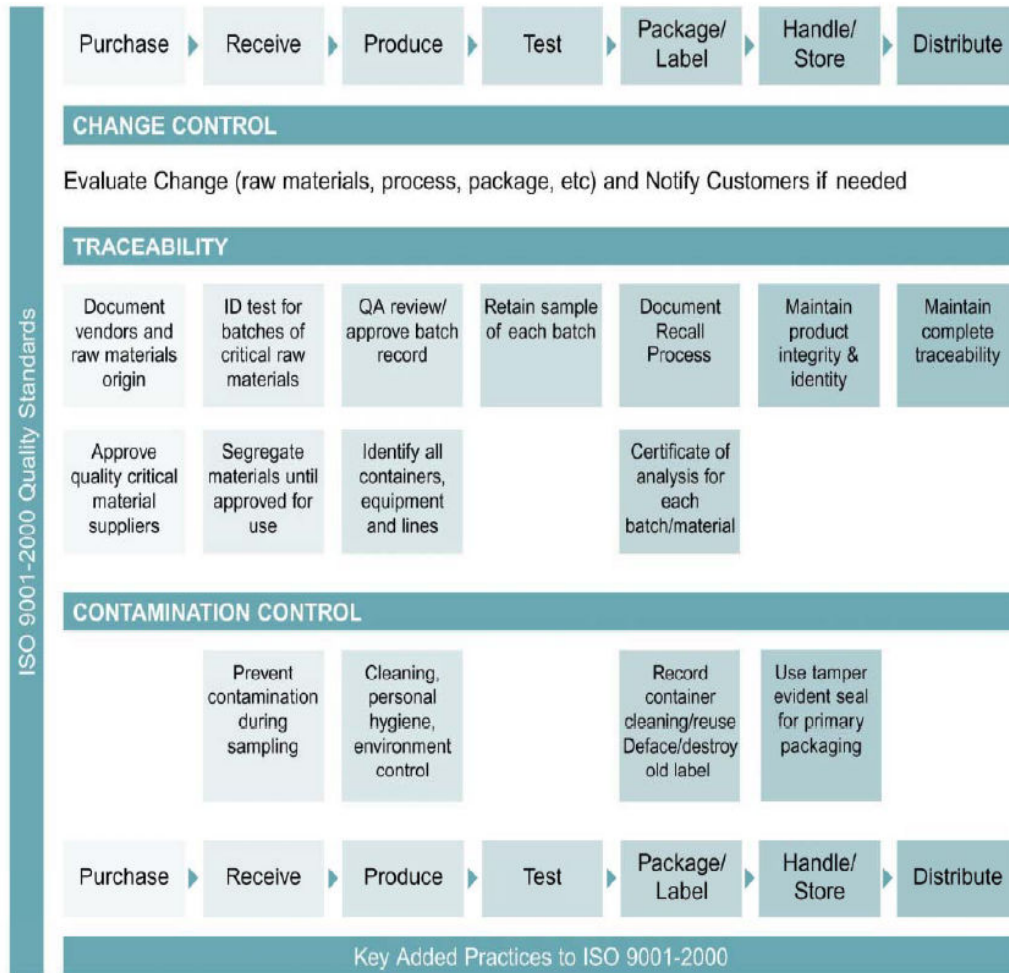 Purchase
Receive
Produce
Test
Package/
Label
Handle/
Store
Distribute
CHANGE CONTROL
Evaluate Change (raw materials, process, package, etc) and Notify Customers if needed
TRACEABILITY
Document
vendors and
raw materials
origin
ID test for
batches of
critical raw
materials
QA review/
approve batch
record
Retain sample
of each batch
Document
Recall
Process
Maintain
product
integrity &
identity
Maintain
complete
traceability
Approve
quality critical
material
suppliers
Segregate
materials until
approved for
use
Identify all
containers,
equipment
and lines
Certificate of
analysis for
each
batch/material
CONTAMINATION CONTROL
Prevent
contamination
during
sampling
Cleaning,
personal
hygiene,
environment
control
Record
container
cleaning/reuse
Deface/destroy
old label
Use tamper
evident seal
for primary
packaging
Purchase
Receive
Produce
Test
Package/
Label
Handle/
Store
Distribute
Key Added Practices to ISO 9001-2000
ISO 9001-2000 Quality Standards